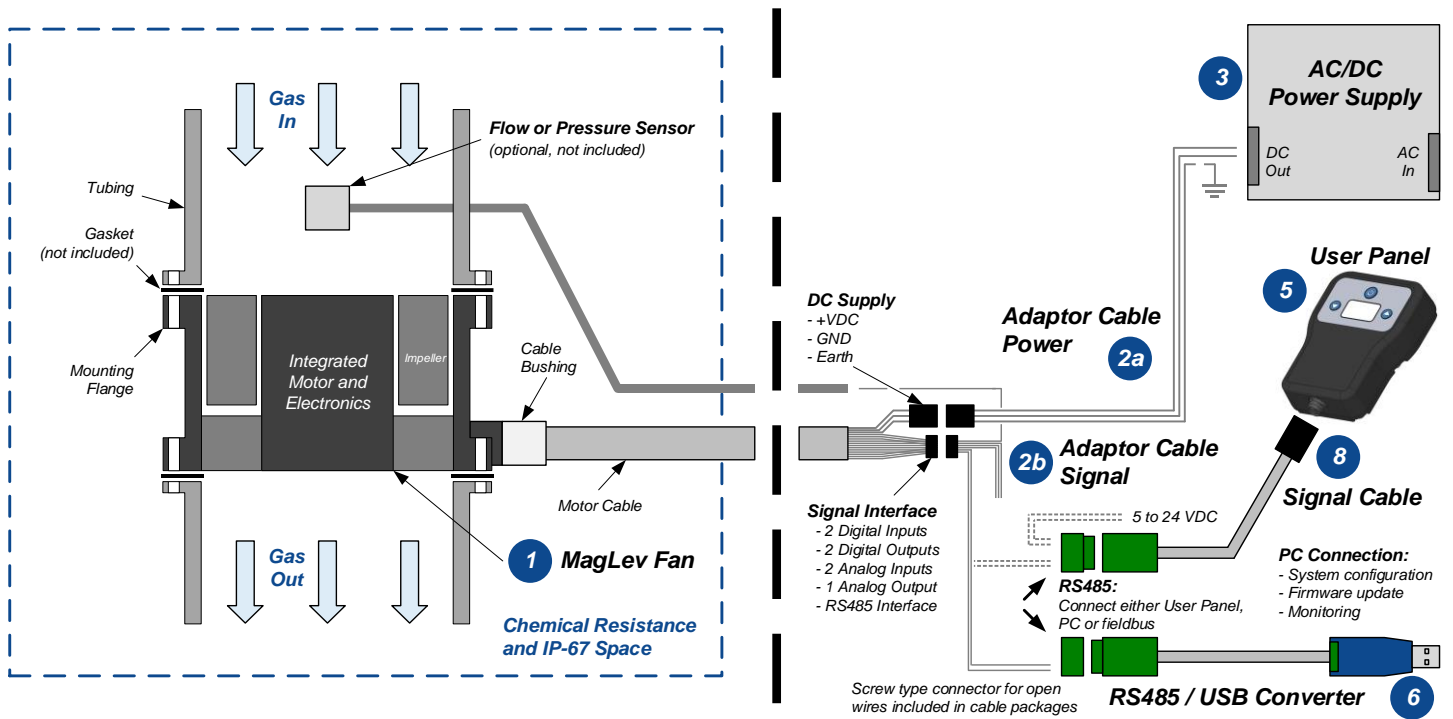 Gas
In
Flow or Pressure Sensor
(optional, not included)
Tubing
Gasket
(not included)
Mounting
Flange
Integrated
Motor and
Electronics
Impeller
Cable
Bushing
Motor Cable
1 MagLev Fan
Gas
Out
Chemical Resistance
and IP-67 Space
3
AC/DC
Power Supply
DC
Out
AC
In
User Panel
5
DC Supply
- +VDC
- GND
- Earth
Adaptor Cable
Power
2a
2b
Adaptor Cable
Signal
8
Signal Cable
Signal Interface
- 2 Digital Inputs
- 2 Digital Outputs
- 2 Analog Inputs
- 1 Analog Output
- RS485 Interface
5 to 24 VDC
RS485:
Connect either User Panel,
PC or fieldbus
PC Connection:
- System configuration
- Firmware update
- Monitoring
Screw type connector for open
wires included in cable packages
RS485 / USB Converter
6